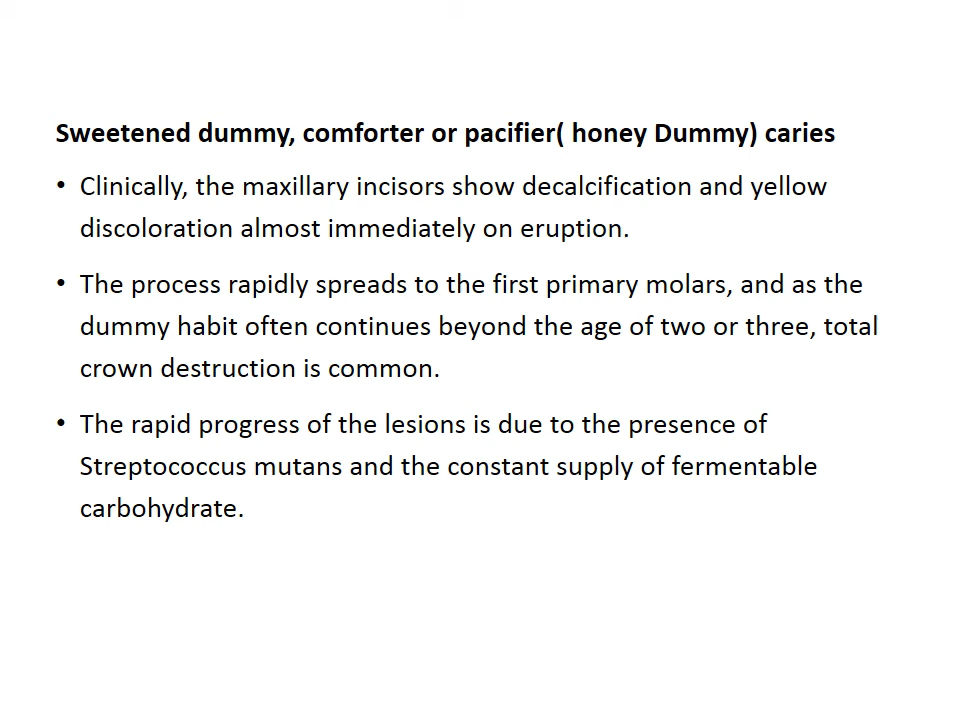 Sweetened dummy, comforter or pacifier( honey Dummy) caries
• Clinically, the maxillary incisors show decalcification and yellow
discoloration almost immediately on eruption.
• The process rapidly spreads to the first primary molars, and as the
dummy habit often continues beyond the age of two or three, total
crown destruction is common.
• The rapid progress of the lesions is due to the presence of
Streptococcus mutans and the constant supply of fermentable
carbohydrate.